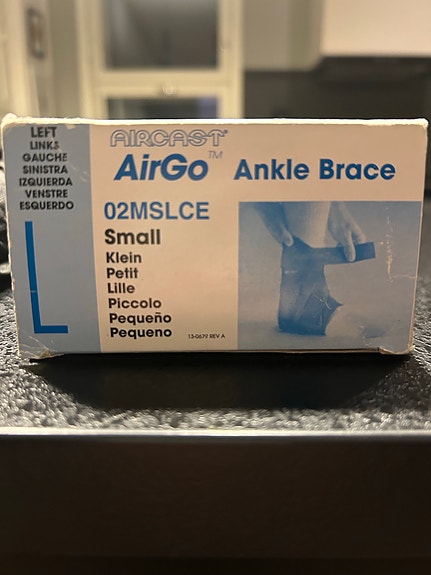 LEFT
LINKS
GAUCHE
SINISTRA
IZQUIERDA
VENSTRE
ESQUERDO
L
AIRCAST®
AirGo™ Ankle Brace
02MSLCE
Small
Klein
Petit
Lille
Piccolo
Pequeño
Pequeno
13-0679 REV A